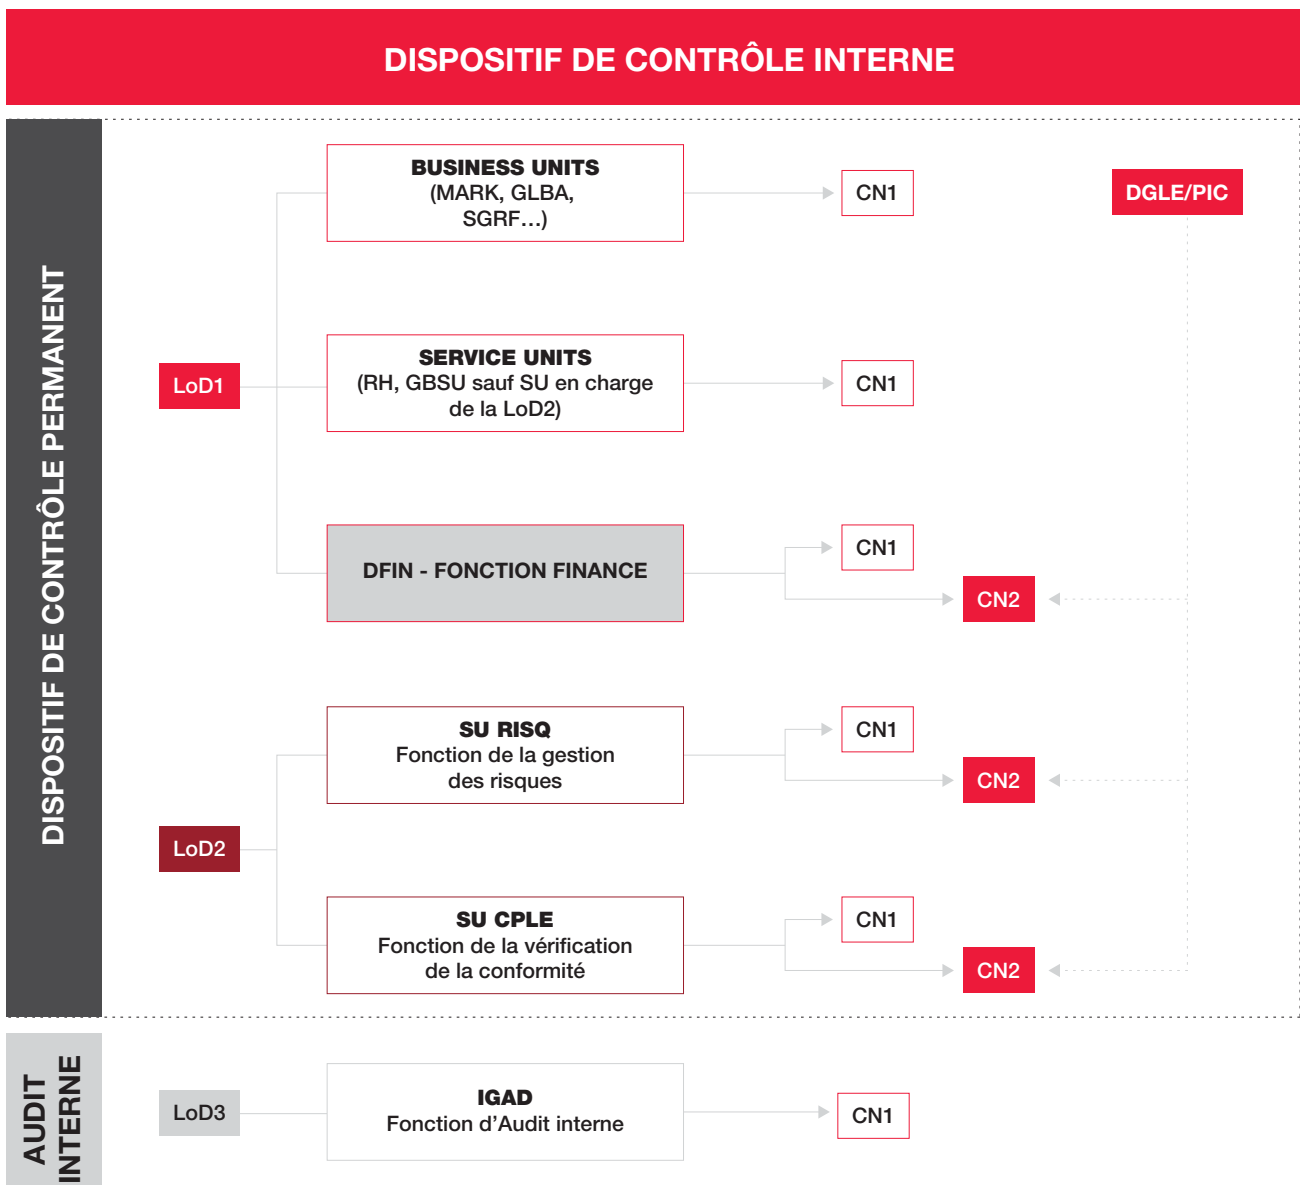 DISPOSITIF DE CONTRÔLE INTERNE
DISPOSITIF DE CONTRÔLE PERMANENT
LoD1
BUSINESS UNITS
(MARK, GLBA,
SGRF…)
CN1
DGLE/PIC
SERVICE UNITS
(RH, GBSU sauf SU en charge
de la LoD2)
CN1
DFIN - FONCTION FINANCE
CN1
CN2
LoD2
SU RISQ
Fonction de la gestion
des risques
CN1
CN2
SU CPLE
Fonction de la vérification
de la conformité
CN1
CN2
AUDIT
INTERNE
LoD3
IGAD
Fonction d’Audit interne
CN1